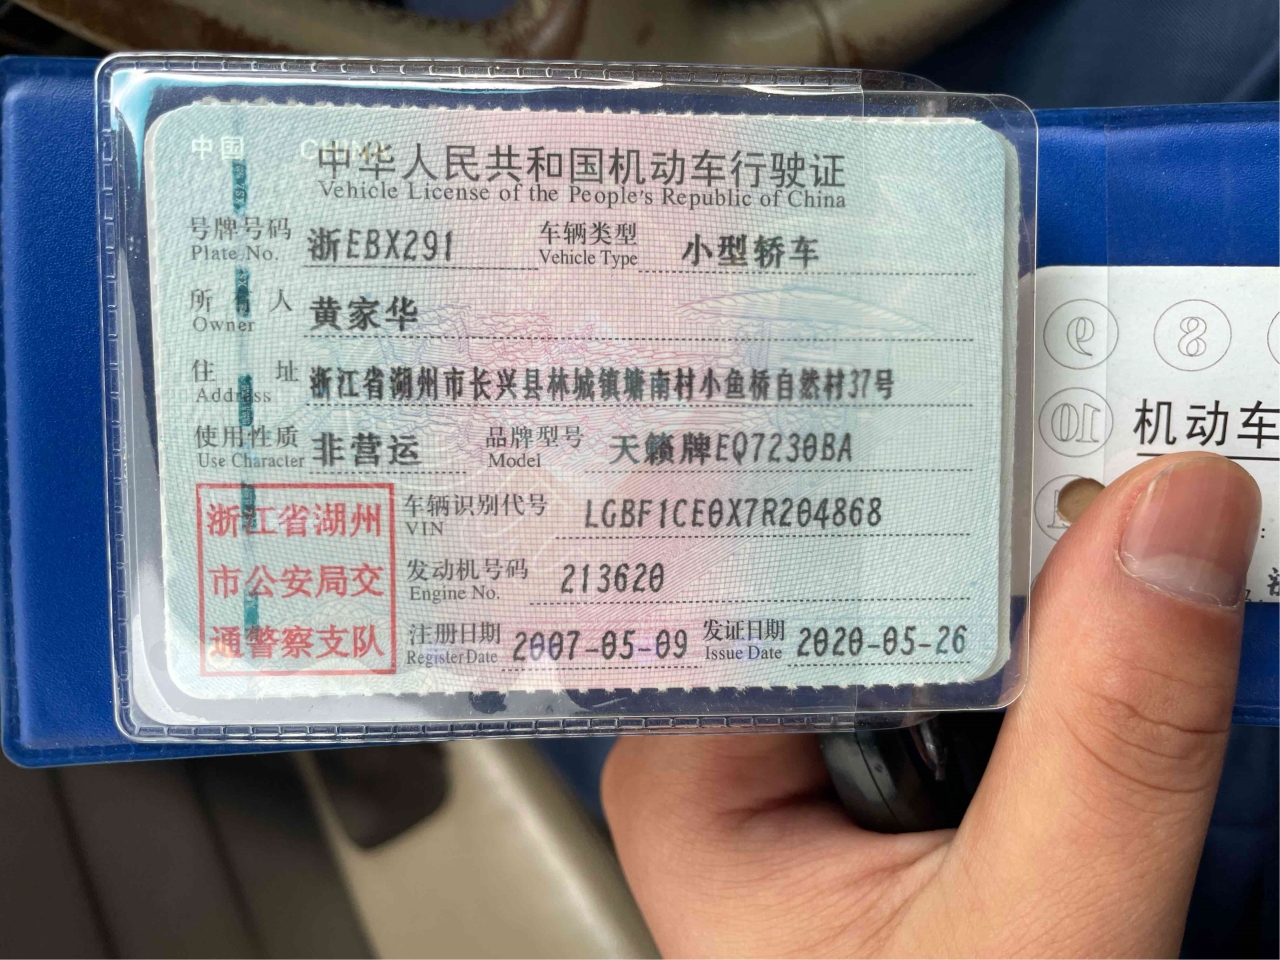 中国 CHINA
中华人民共和国机动车行驶证
Vehicle License of the People's Republic of China
号牌号码 浙EBX291 车辆类型 小型轿车
Plate No. Vehicle Type
所有人 黄家华
Owner
住址 浙江省湖州市长兴县林城镇塘南村小鱼桥自然村37号
Address
使用性质 非营运 品牌型号 天籁牌EQ7230BA
Use Character Model
浙江省湖州
市公安局交
通警察支队
车辆识别代号 LGBF1CE0X7R204868
VIN
发动机号码 213620
Engine No.
注册日期 2007-05-09 发证日期 2020-05-26
Register Date Issue Date
9 8
10
机动车